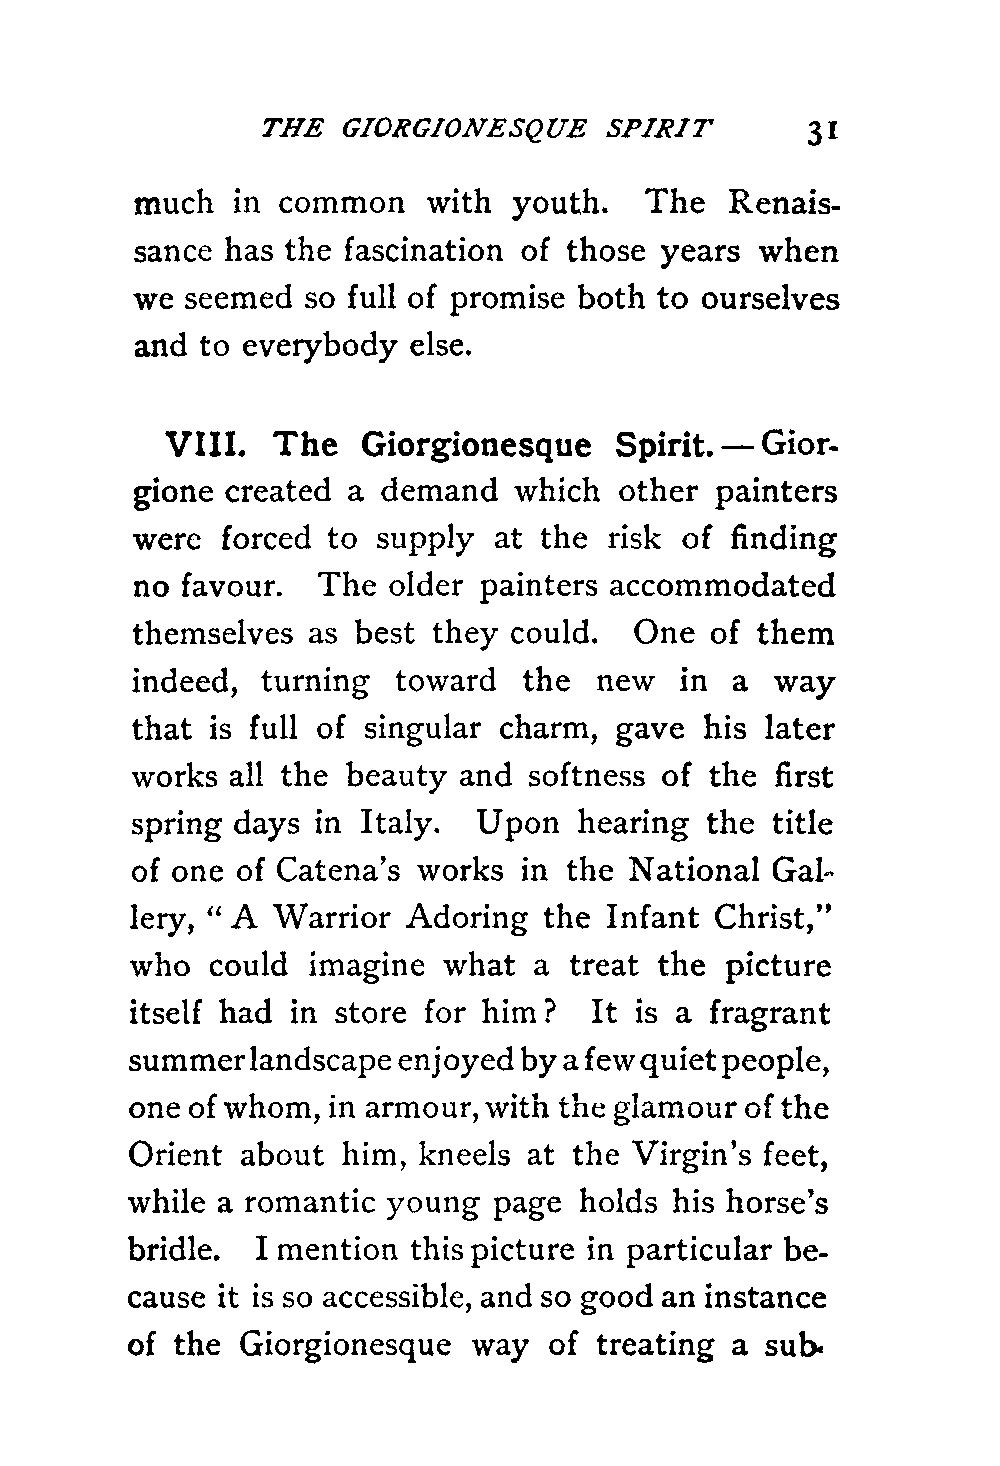 THE GIORGIONESQUE SPIRIT 31
much in common with youth. The Renais-
sance has the fascination of those years when
we seemed so full of promise both to ourselves
and to everybody else.
VIII. The Giorgionesque Spirit. — Gior-
gione created a demand which other painters
were forced to supply at the risk of finding
no favour. The older painters accommodated
themselves as best they could. One of them
indeed, turning toward the new in a way
that is full of singular charm, gave his later
works all the beauty and softness of the first
spring days in Italy. Upon hearing the title
of one of Catena's works in the National Gal-
lery, “A Warrior Adoring the Infant Christ,”
who could imagine what a treat the picture
itself had in store for him? It is a fragrant
summer landscape enjoyed by a few quiet people,
one of whom, in armour, with the glamour of the
Orient about him, kneels at the Virgin's feet,
while a romantic young page holds his horse's
bridle. I mention this picture in particular be-
cause it is so accessible, and so good an instance
of the Giorgionesque way of treating a sub-